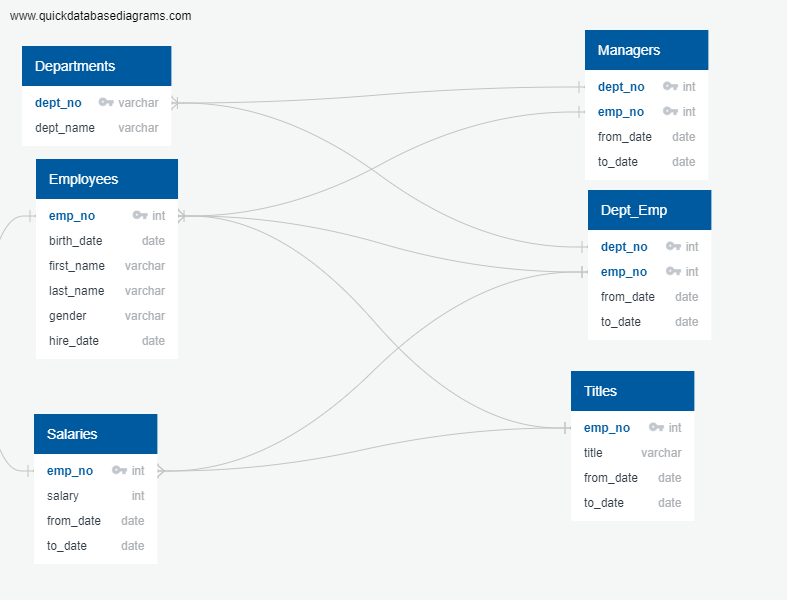 www.quickdatabasediagrams.com
Departments
dept_no varchar
dept_name varchar
Employees
emp_no int
birth_date date
first_name varchar
last_name varchar
gender varchar
hire_date date
Salaries
emp_no int
salary int
from_date date
to_date date
Managers
dept_no int
emp_no int
from_date date
to_date date
Dept_Emp
dept_no int
emp_no int
from_date date
to_date date
Titles
emp_no int
title varchar
from_date date
to_date date